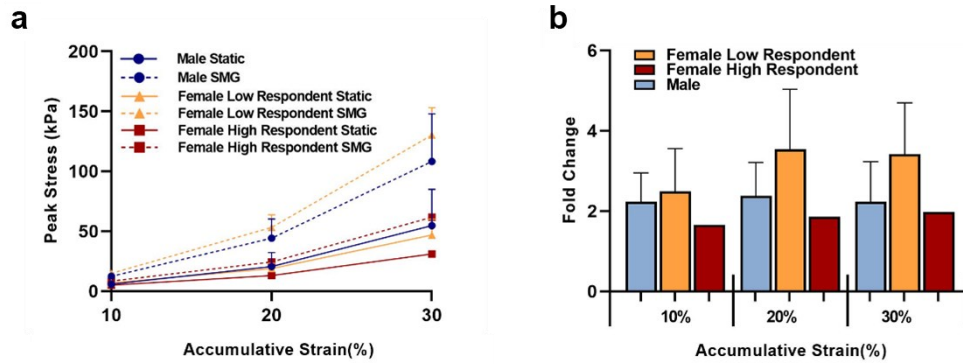 a
200
150
100
50
0
Peak Stress (kPa)
Male Static
Male SMG
Female Low Respondent Static
Female Low Respondent SMG
Female High Respondent Static
Female High Respondent SMG
10
20
30
Accumulative Strain(%)
b
6
4
2
0
Fold Change
Female Low Respondent
Female High Respondent
Male
10%
20%
30%
Accumulative Strain(%)